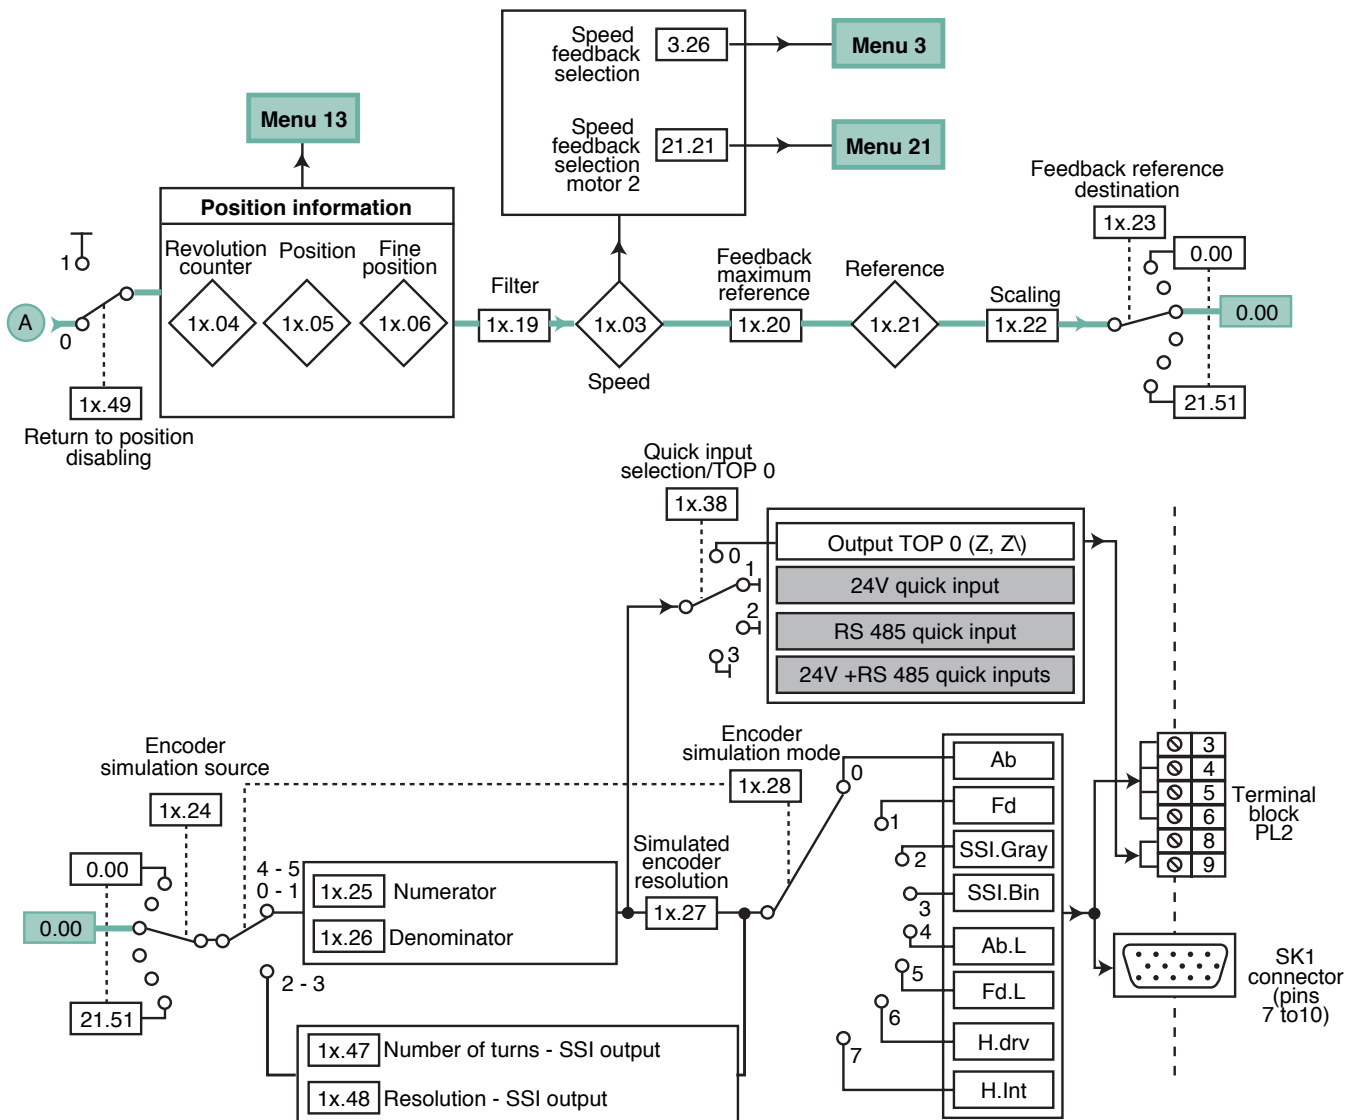 Speed
feedback
selection
3.26
Menu 3
Menu 13
Speed
feedback
selection
motor 2
21.21
Menu 21
Feedback reference
destination
1x.23
Position information
Revolution
counter
Position
Fine
position
1
A
0
1x.04
1x.05
1x.06
Filter
1x.19
1x.03
Speed
Feedback
maximum
reference
1x.20
Reference
1x.21
Scaling
1x.22
0.00
0.00
21.51
1x.49
Return to position
disabling
Quick input
selection/TOP 0
1x.38
0
1
2
3
Output TOP 0 (Z, Z\)
24V quick input
RS 485 quick input
24V +RS 485 quick inputs
Encoder
simulation source
1x.24
Encoder
simulation mode
1x.28
0.00
0.00
21.51
4 - 5
0 - 1
2 - 3
1x.25 Numerator
1x.26 Denominator
Simulated
encoder
resolution
1x.27
1x.47 Number of turns - SSI output
1x.48 Resolution - SSI output
0
1
2
3
4
5
6
7
Ab
Fd
SSI.Gray
SSI.Bin
Ab.L
Fd.L
H.drv
H.Int
3
4
5
6
8
9
Terminal
block
PL2
SK1
connector
(pins
7 to10)